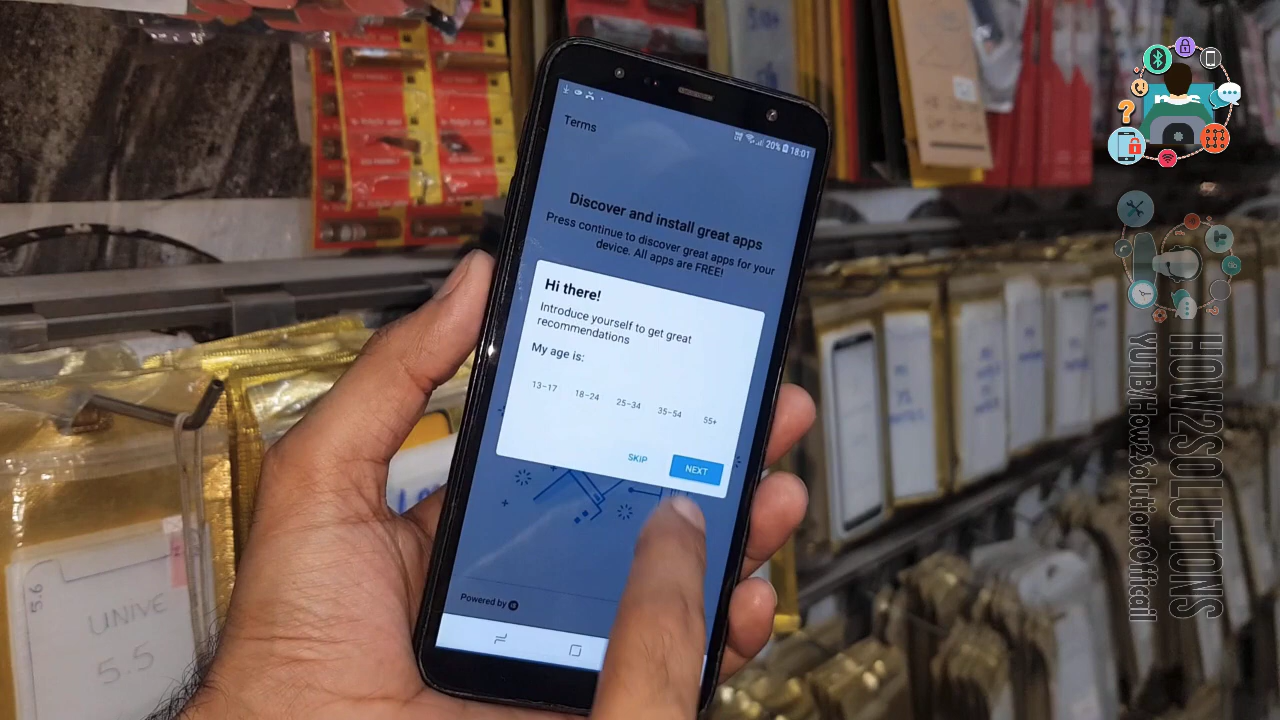 Terms
20% 18:01
Discover and install great apps
Press continue to discover great apps for your
device. All apps are FREE!
Hi there!
Introduce yourself to get great
recommendations
My age is:
13–17 18–24 25–34 35–54 55+
SKIP NEXT
Powered by
5.6
UNIVE
5.5
HOW2SOLUTIONS
YUTB/How2SolutionsOfficail